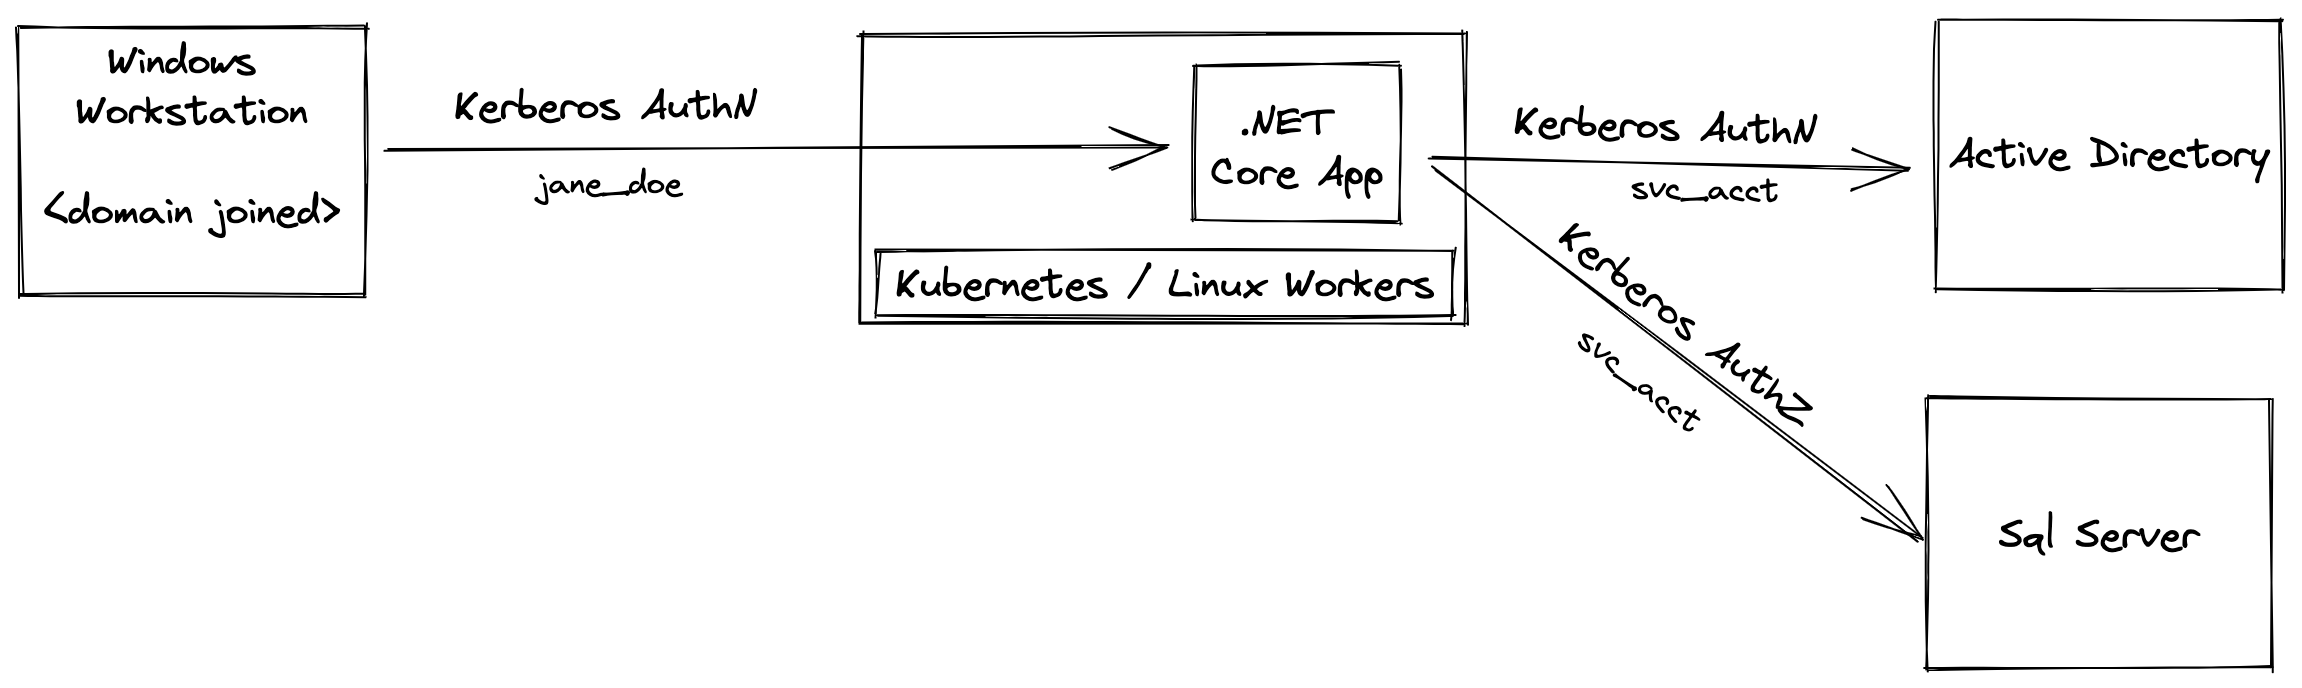 Windows
Workstation
<domain joined>
Kerberos AuthN
jane_doe
.NET
Core App
Kubernetes / Linux Workers
Kerberos AuthN
svc_acct
Active Directory
Kerberos AuthZ
svc_acct
Sql Server